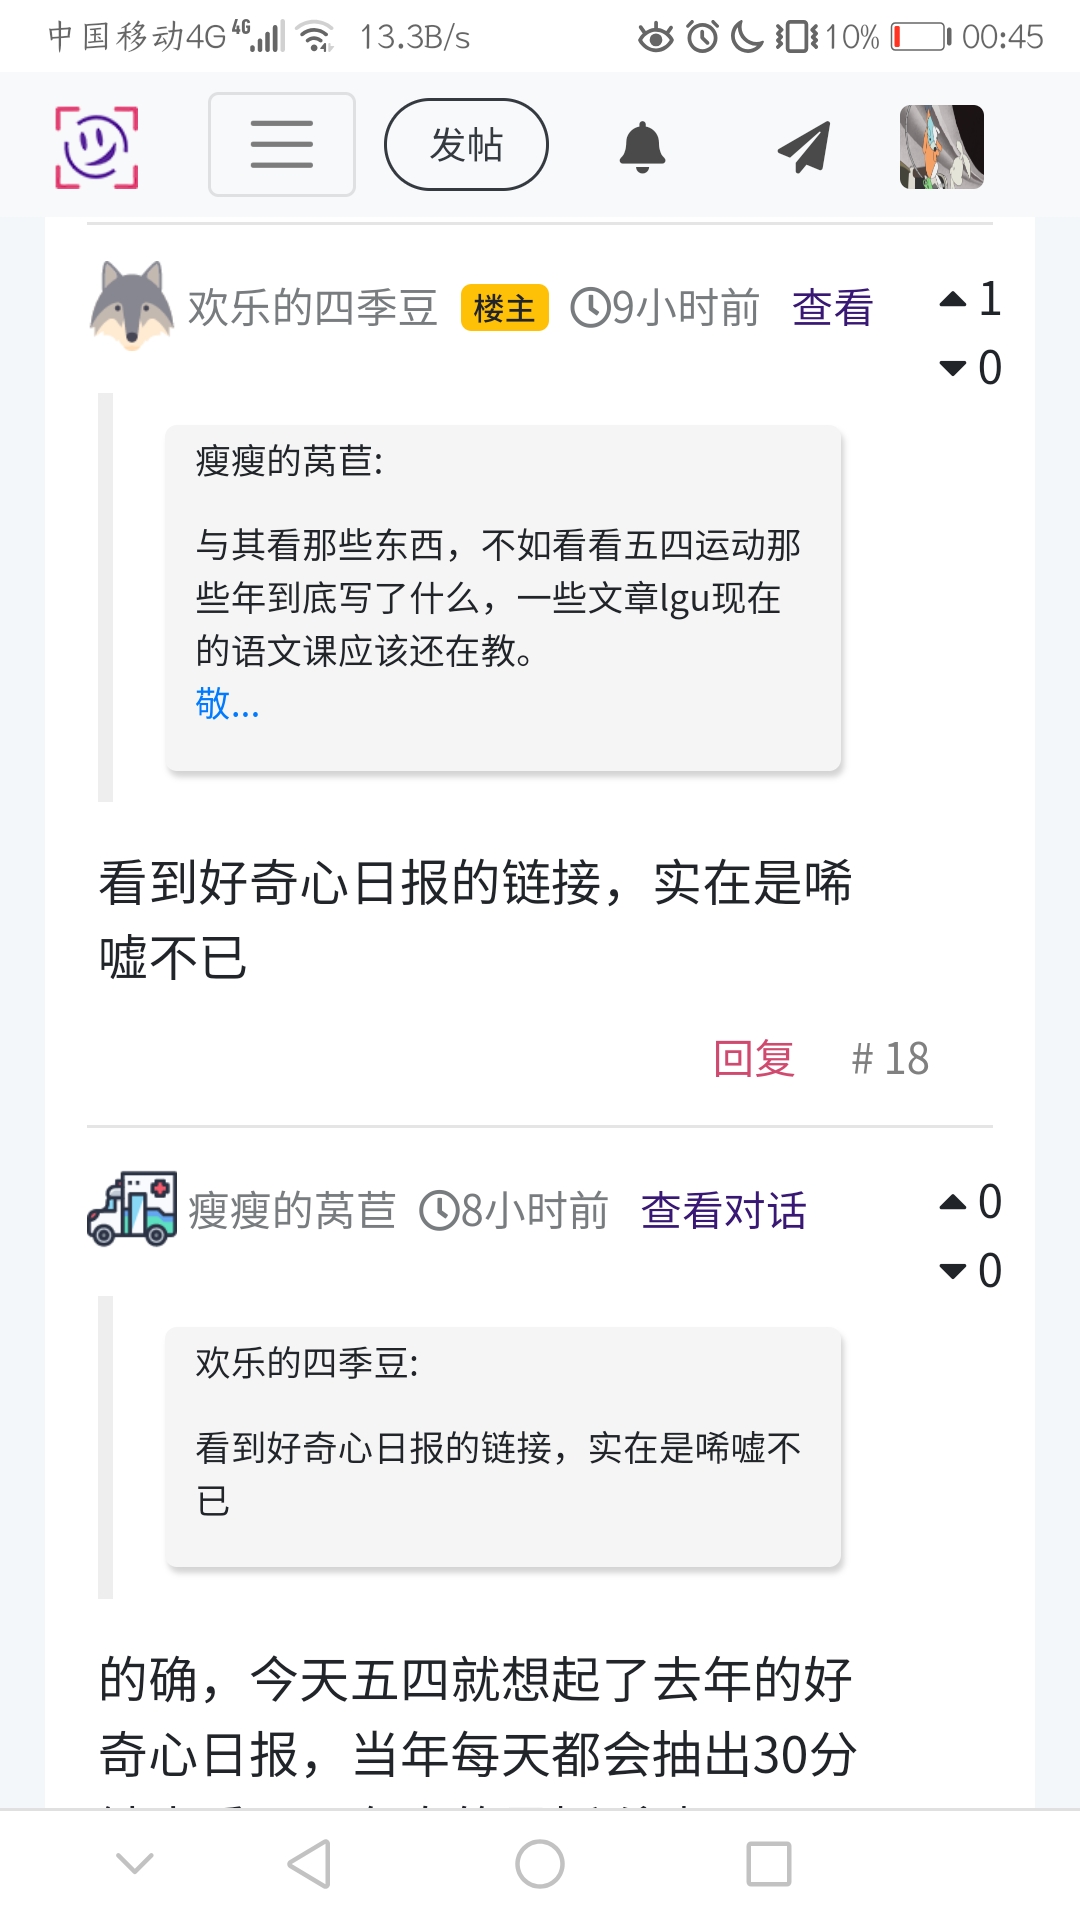 中国移动4G 4G 13.3B/s 10% 00:45
发帖
欢乐的四季豆 楼主 9小时前 查看 1
0
瘦瘦的莴苣:
与其看那些东西，不如看看五四运动那
些年到底写了什么，一些文章lgu现在
的语文课应该还在教。
敬...
看到好奇心日报的链接，实在是唏
嘘不已
回复 # 18
瘦瘦的莴苣 8小时前 查看对话 0
0
欢乐的四季豆:
看到好奇心日报的链接，实在是唏嘘不
已
的确，今天五四就想起了去年的好
奇心日报，当年每天都会抽出30分